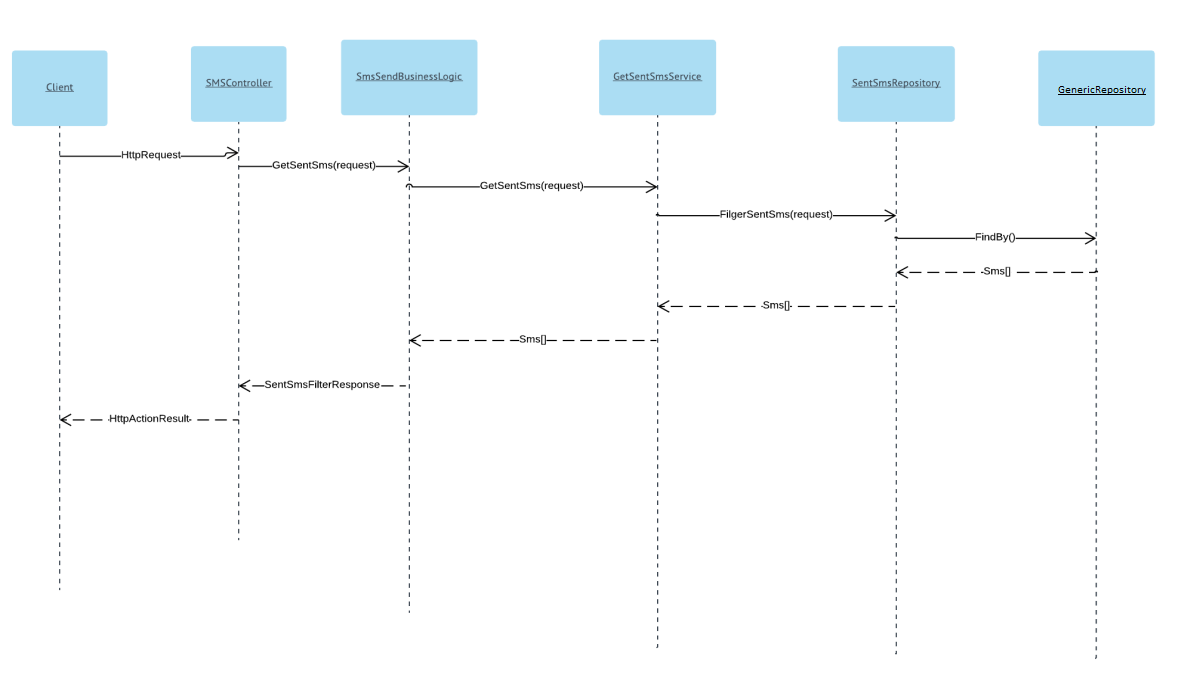 Client
SMSController
SmsSendBusinessLogic
GetSentSmsService
SentSmsRepository
GenericRepository
HttpRequest
GetSentSms(request)
GetSentSms(request)
FilgerSentSms(request)
FindBy()
Sms[]
Sms[]
Sms[]
SentSmsFilterResponse
HttpActionResult